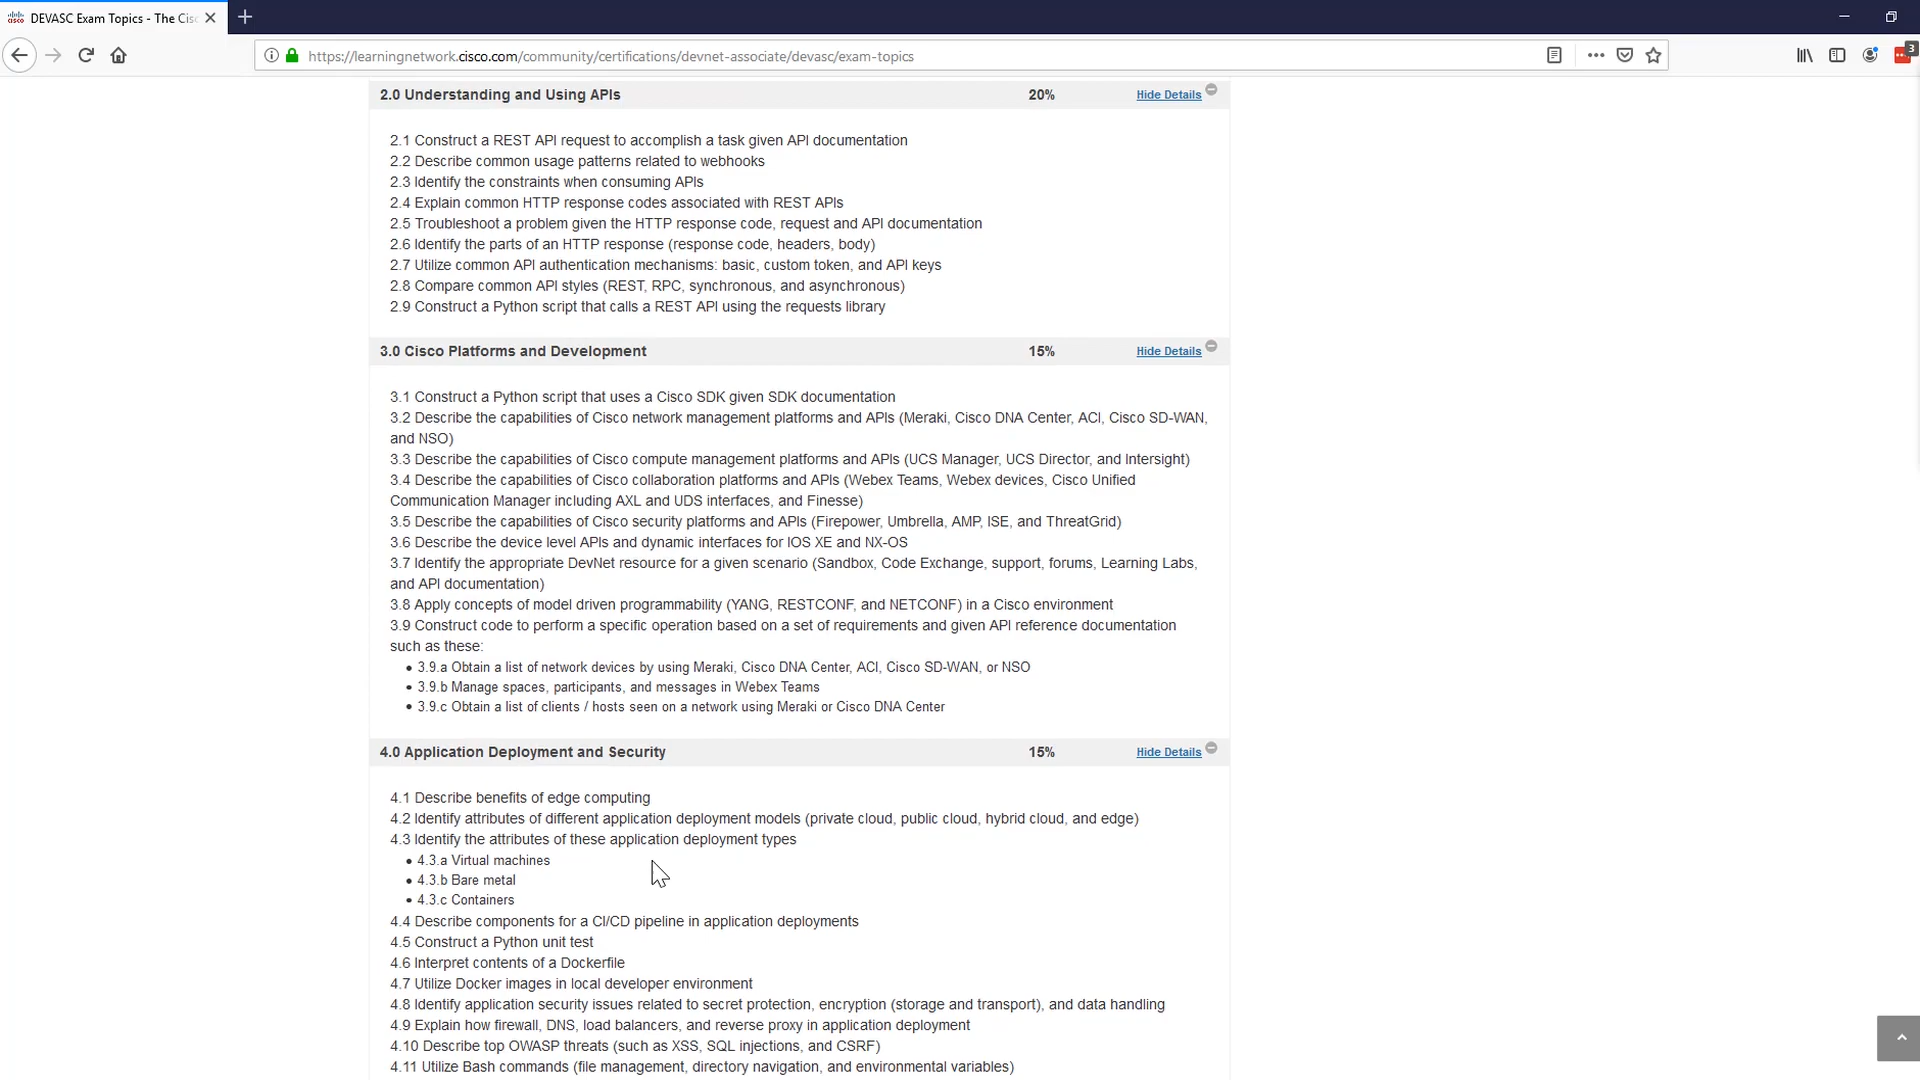 DEVASC Exam Topics - The Cis
https://learningnetwork.cisco.com/community/certifications/devnet-associate/devasc/exam-topics
3
2.0 Understanding and Using APIs 20% Hide Details
2.1 Construct a REST API request to accomplish a task given API documentation
2.2 Describe common usage patterns related to webhooks
2.3 Identify the constraints when consuming APIs
2.4 Explain common HTTP response codes associated with REST APIs
2.5 Troubleshoot a problem given the HTTP response code, request and API documentation
2.6 Identify the parts of an HTTP response (response code, headers, body)
2.7 Utilize common API authentication mechanisms: basic, custom token, and API keys
2.8 Compare common API styles (REST, RPC, synchronous, and asynchronous)
2.9 Construct a Python script that calls a REST API using the requests library
3.0 Cisco Platforms and Development 15% Hide Details
3.1 Construct a Python script that uses a Cisco SDK given SDK documentation
3.2 Describe the capabilities of Cisco network management platforms and APIs (Meraki, Cisco DNA Center, ACI, Cisco SD-WAN,
and NSO)
3.3 Describe the capabilities of Cisco compute management platforms and APIs (UCS Manager, UCS Director, and Intersight)
3.4 Describe the capabilities of Cisco collaboration platforms and APIs (Webex Teams, Webex devices, Cisco Unified
Communication Manager including AXL and UDS interfaces, and Finesse)
3.5 Describe the capabilities of Cisco security platforms and APIs (Firepower, Umbrella, AMP, ISE, and ThreatGrid)
3.6 Describe the device level APIs and dynamic interfaces for IOS XE and NX-OS
3.7 Identify the appropriate DevNet resource for a given scenario (Sandbox, Code Exchange, support, forums, Learning Labs,
and API documentation)
3.8 Apply concepts of model driven programmability (YANG, RESTCONF, and NETCONF) in a Cisco environment
3.9 Construct code to perform a specific operation based on a set of requirements and given API reference documentation
such as these:
• 3.9.a Obtain a list of network devices by using Meraki, Cisco DNA Center, ACI, Cisco SD-WAN, or NSO
• 3.9.b Manage spaces, participants, and messages in Webex Teams
• 3.9.c Obtain a list of clients / hosts seen on a network using Meraki or Cisco DNA Center
4.0 Application Deployment and Security 15% Hide Details
4.1 Describe benefits of edge computing
4.2 Identify attributes of different application deployment models (private cloud, public cloud, hybrid cloud, and edge)
4.3 Identify the attributes of these application deployment types
• 4.3.a Virtual machines
• 4.3.b Bare metal
• 4.3.c Containers
4.4 Describe components for a CI/CD pipeline in application deployments
4.5 Construct a Python unit test
4.6 Interpret contents of a Dockerfile
4.7 Utilize Docker images in local developer environment
4.8 Identify application security issues related to secret protection, encryption (storage and transport), and data handling
4.9 Explain how firewall, DNS, load balancers, and reverse proxy in application deployment
4.10 Describe top OWASP threats (such as XSS, SQL injections, and CSRF)
4.11 Utilize Bash commands (file management, directory navigation, and environmental variables)